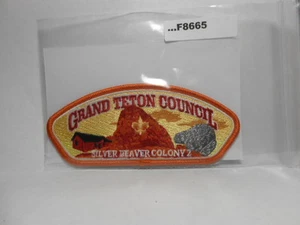 ...F8665
GRAND TETON COUNCIL
SILVER BEAVER COLONY 2